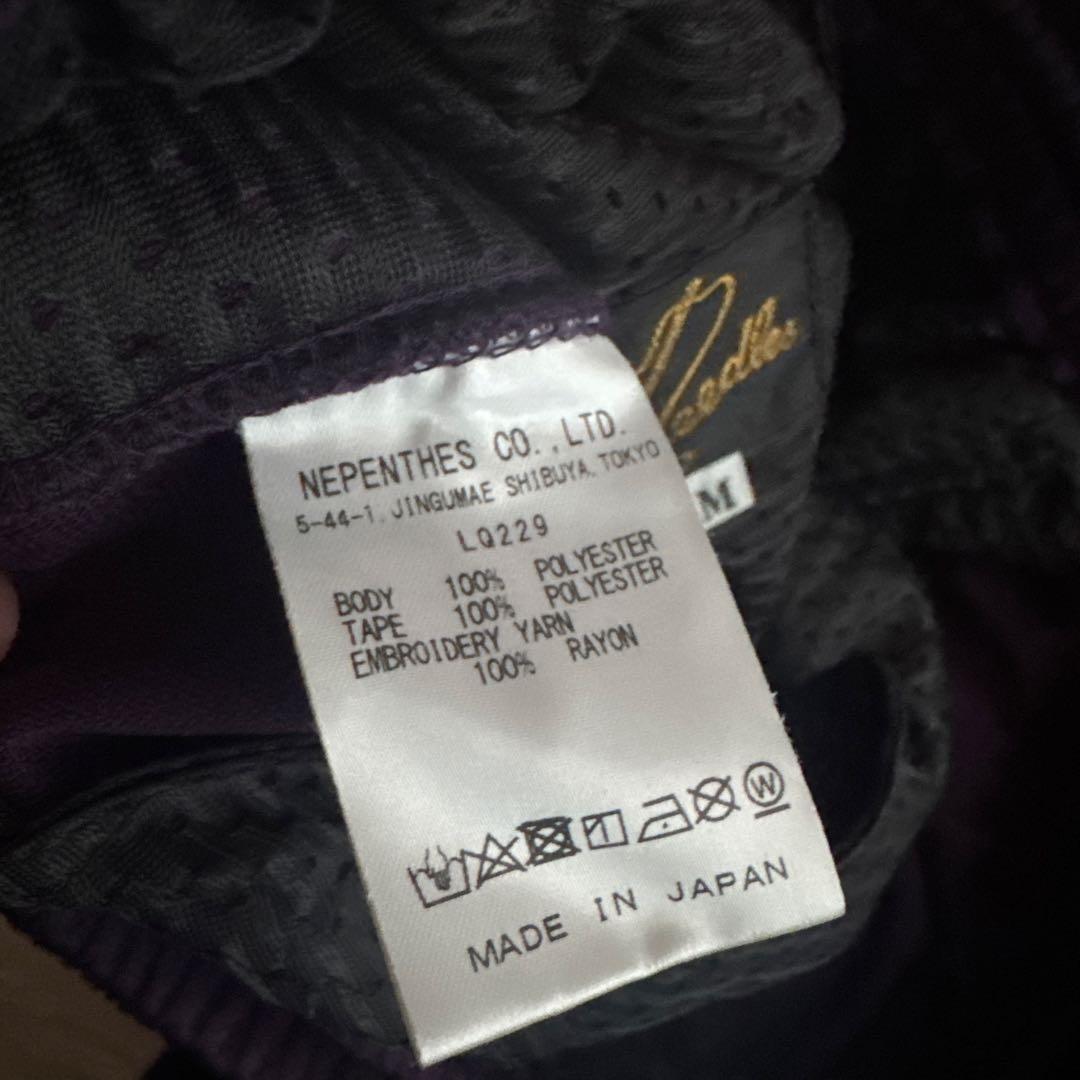 Needles
M
NEPENTHES CO.,LTD.
5-44-1, JINGUMAE SHIBUYA, TOKYO
LQ229
BODY 100% POLYESTER
TAPE 100% POLYESTER
EMBROIDERY YARN
100% RAYON
W
MADE IN JAPAN